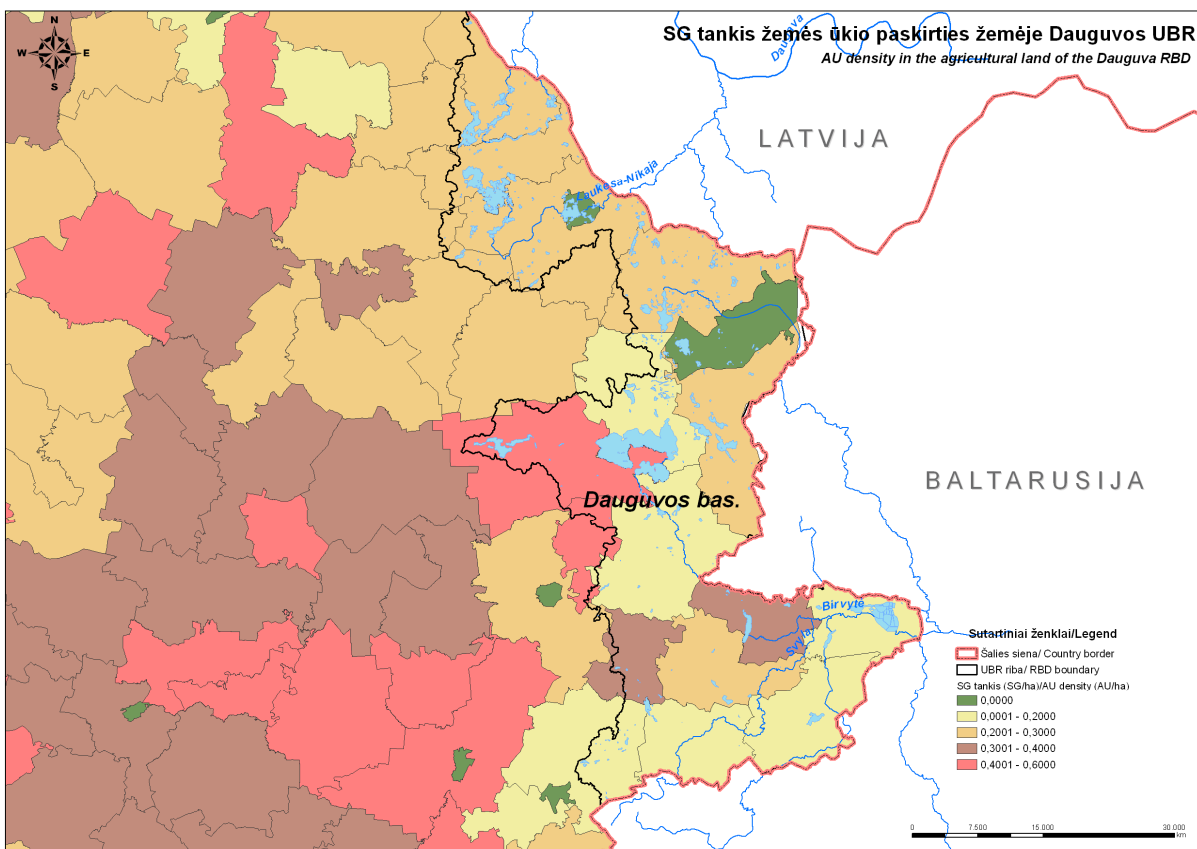 SG tankis žemės ūkio paskirties žemėje Dauguvos UBR
AU density in the agricultural land of the Dauguva RBD
N
W E
S
Dauguva
LATVIJA
Laukesa-Nikaja
BALTARUSIJA
Dauguvos bas.
Birvytė
Svyla
Sutartiniai ženklai/Legend
Šalies siena/ Country border
UBR riba/ RBD boundary
SG tankis (SG/ha)/AU density (AU/ha)
0,0000
0,0001 - 0,2000
0,2001 - 0,3000
0,3001 - 0,4000
0,4001 - 0,6000
0 7.500 15.000 30.000
km